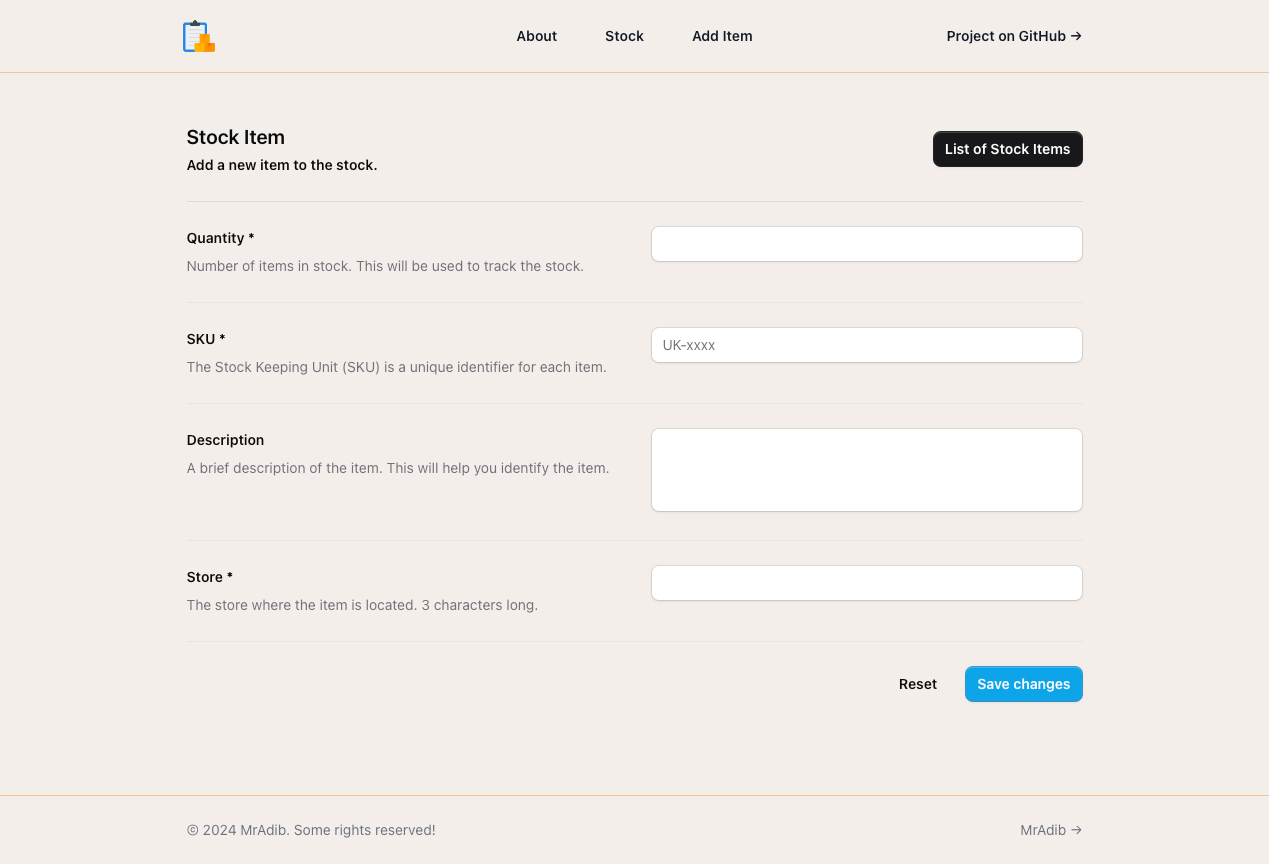 About
Stock
Add Item
Project on GitHub →
Stock Item
Add a new item to the stock.
List of Stock Items
Quantity *
Number of items in stock. This will be used to track the stock.
SKU *
The Stock Keeping Unit (SKU) is a unique identifier for each item.
UK-xxxx
Description
A brief description of the item. This will help you identify the item.
Store *
The store where the item is located. 3 characters long.
Reset
Save changes
© 2024 MrAdib. Some rights reserved!
MrAdib →